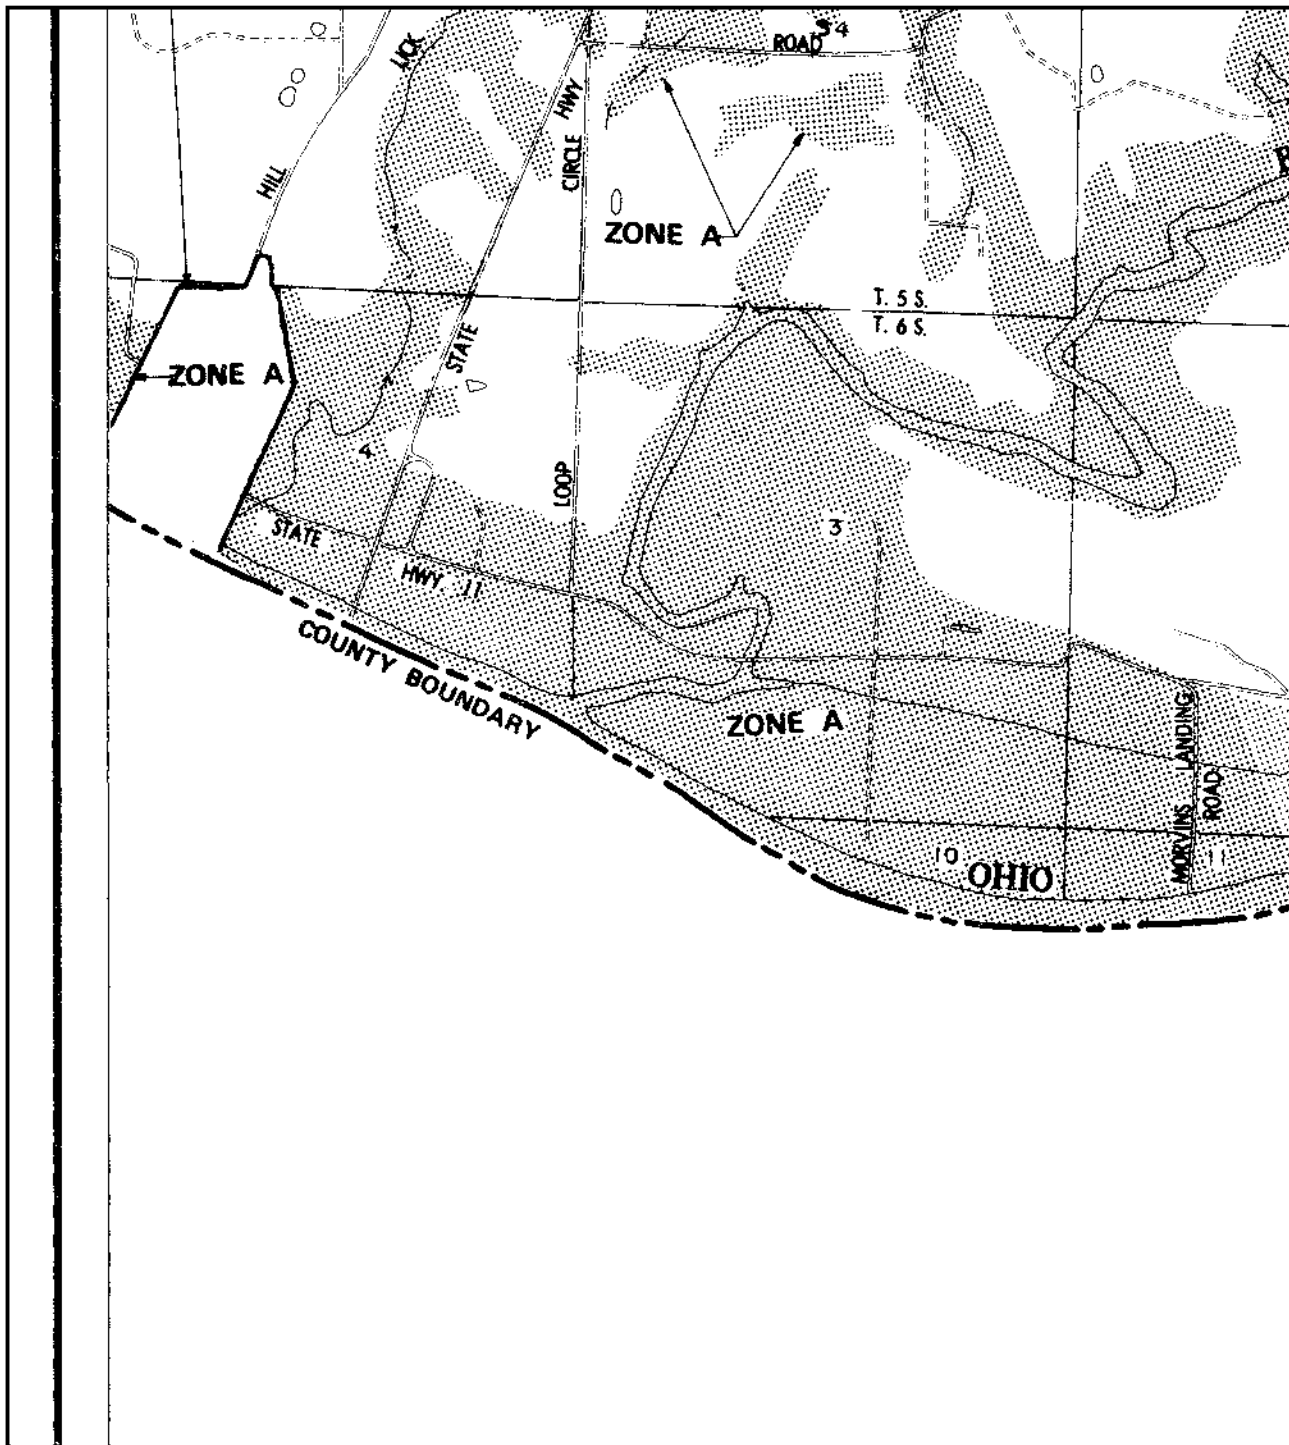 34
ROAD
LICK
HWY
CIRCLE
HILL
ZONE A
T. 5 S.
T. 6 S.
STATE
ZONE A
4
LOOP
3
STATE
HWY. 11
COUNTY BOUNDARY
ZONE A
MORVINS LANDING
ROAD
10
OHIO
11